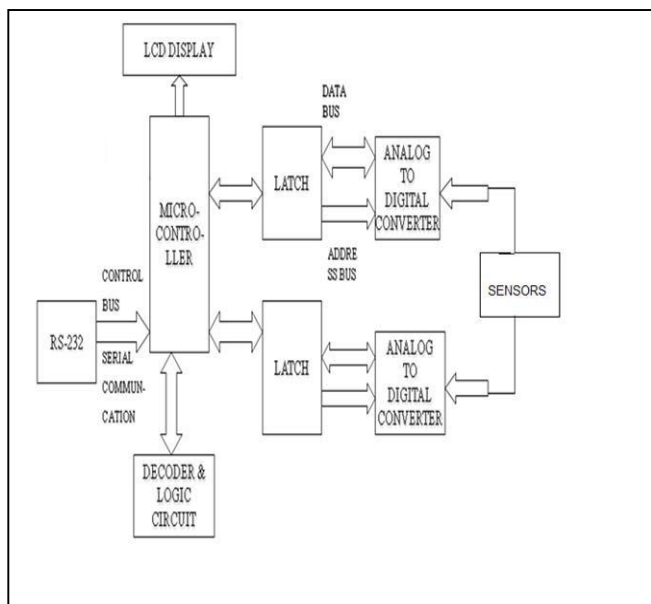 LCD DISPLAY
DATA
BUS
MICRO-
CONTRO-
LLER
LATCH
ANALOG
TO
DIGITAL
CONVERTER
ADDRE
SS BUS
SENSORS
CONTROL
BUS
RS-232
SERIAL
COMMUN-
CATION
LATCH
ANALOG
TO
DIGITAL
CONVERTER
DECODER &
LOGIC
CIRCUIT